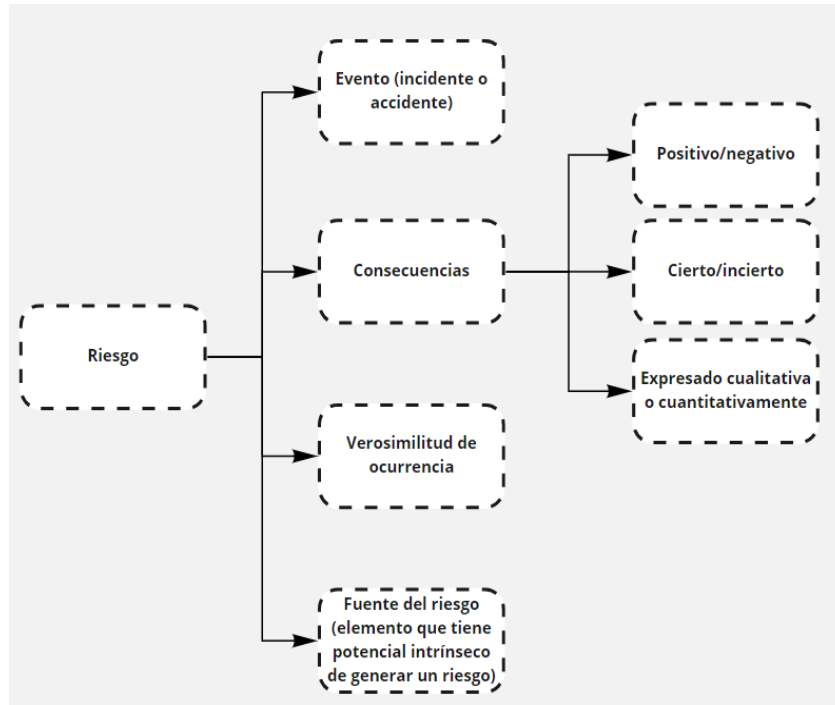 Evento (incidente o
accidente)
Positivo/negativo
Consecuencias
Cierto/incierto
Riesgo
Expresado cualitativa
o cuantitativamente
Verosimilitud de
ocurrencia
Fuente del riesgo
(elemento que tiene
potencial intrínseco
de generar un riesgo)